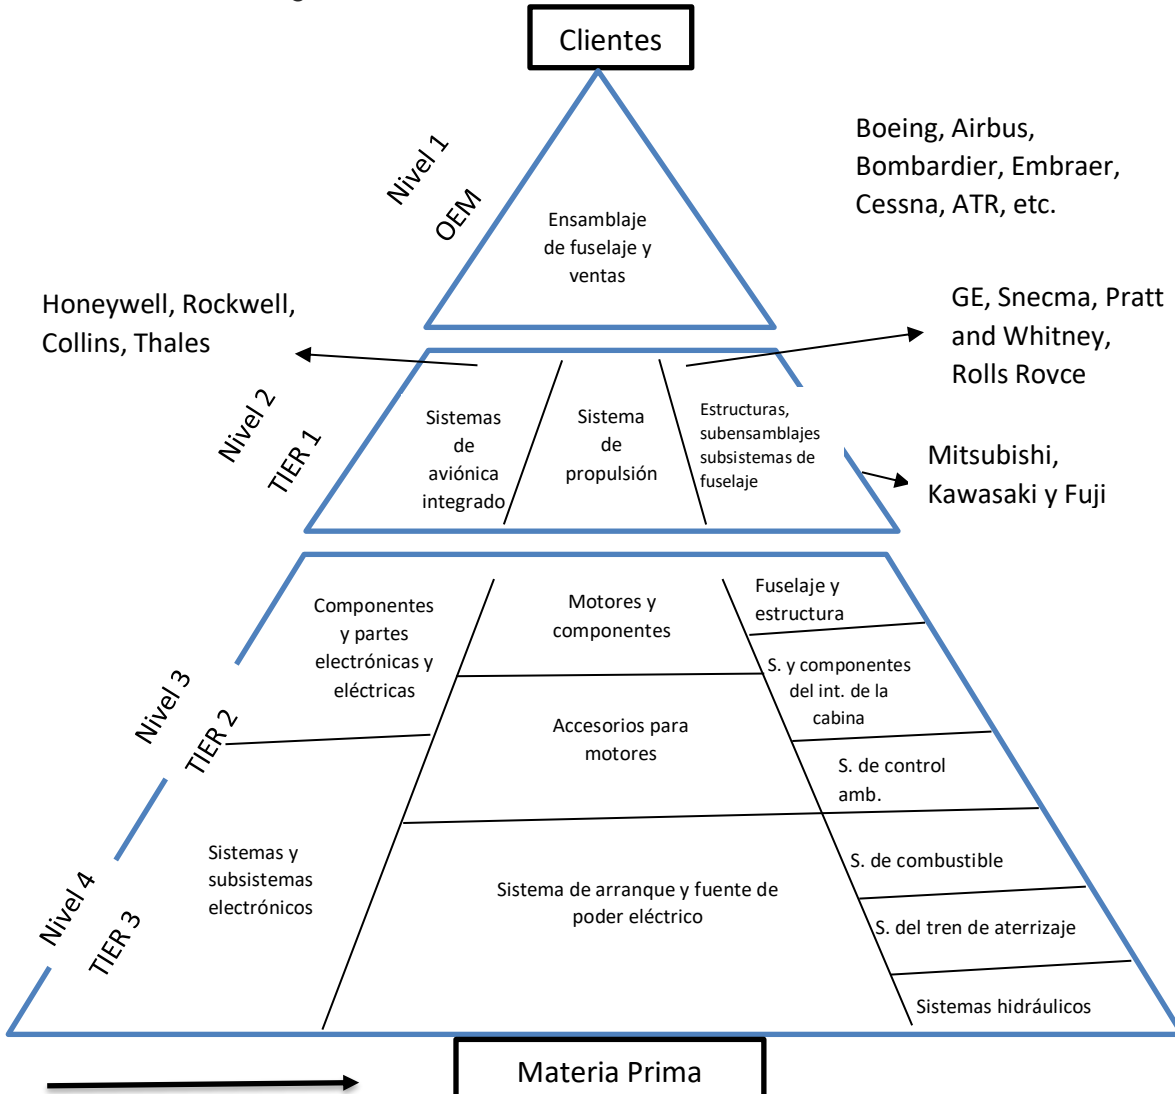 Clientes
Nivel 1
OEM
Ensamblaje
de fuselaje y
ventas
Boeing, Airbus,
Bombardier, Embraer,
Cessna, ATR, etc.
Honeywell, Rockwell,
Collins, Thales
GE, Snecma, Pratt
and Whitney,
Rolls Rovce
Nivel 2
TIER 1
Sistemas
de
aviónica
integrado
Sistema
de
propulsión
Estructuras,
subensamblajes
subsistemas de
fuselaje
Mitsubishi,
Kawasaki y Fuji
Nivel 3
TIER 2
Componentes
y partes
electrónicas y
eléctricas
Motores y
componentes
Accesorios para
motores
Fuselaje y
estructura
S. y componentes
del int. de la
cabina
S. de control
amb.
Nivel 4
TIER 3
Sistemas y
subsistemas
electrónicos
Sistema de arranque y fuente de
poder eléctrico
S. de combustible
S. del tren de aterrizaje
Sistemas hidráulicos
Materia Prima